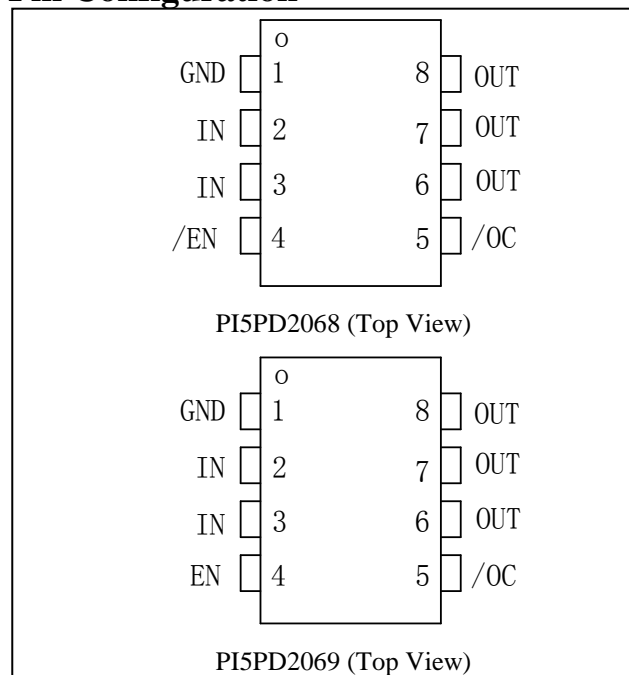 Pin Configuration
o
GND 1 8 OUT
IN 2 7 OUT
IN 3 6 OUT
/EN 4 5 /OC
PI5PD2068 (Top View)
o
GND 1 8 OUT
IN 2 7 OUT
IN 3 6 OUT
EN 4 5 /OC
PI5PD2069 (Top View)